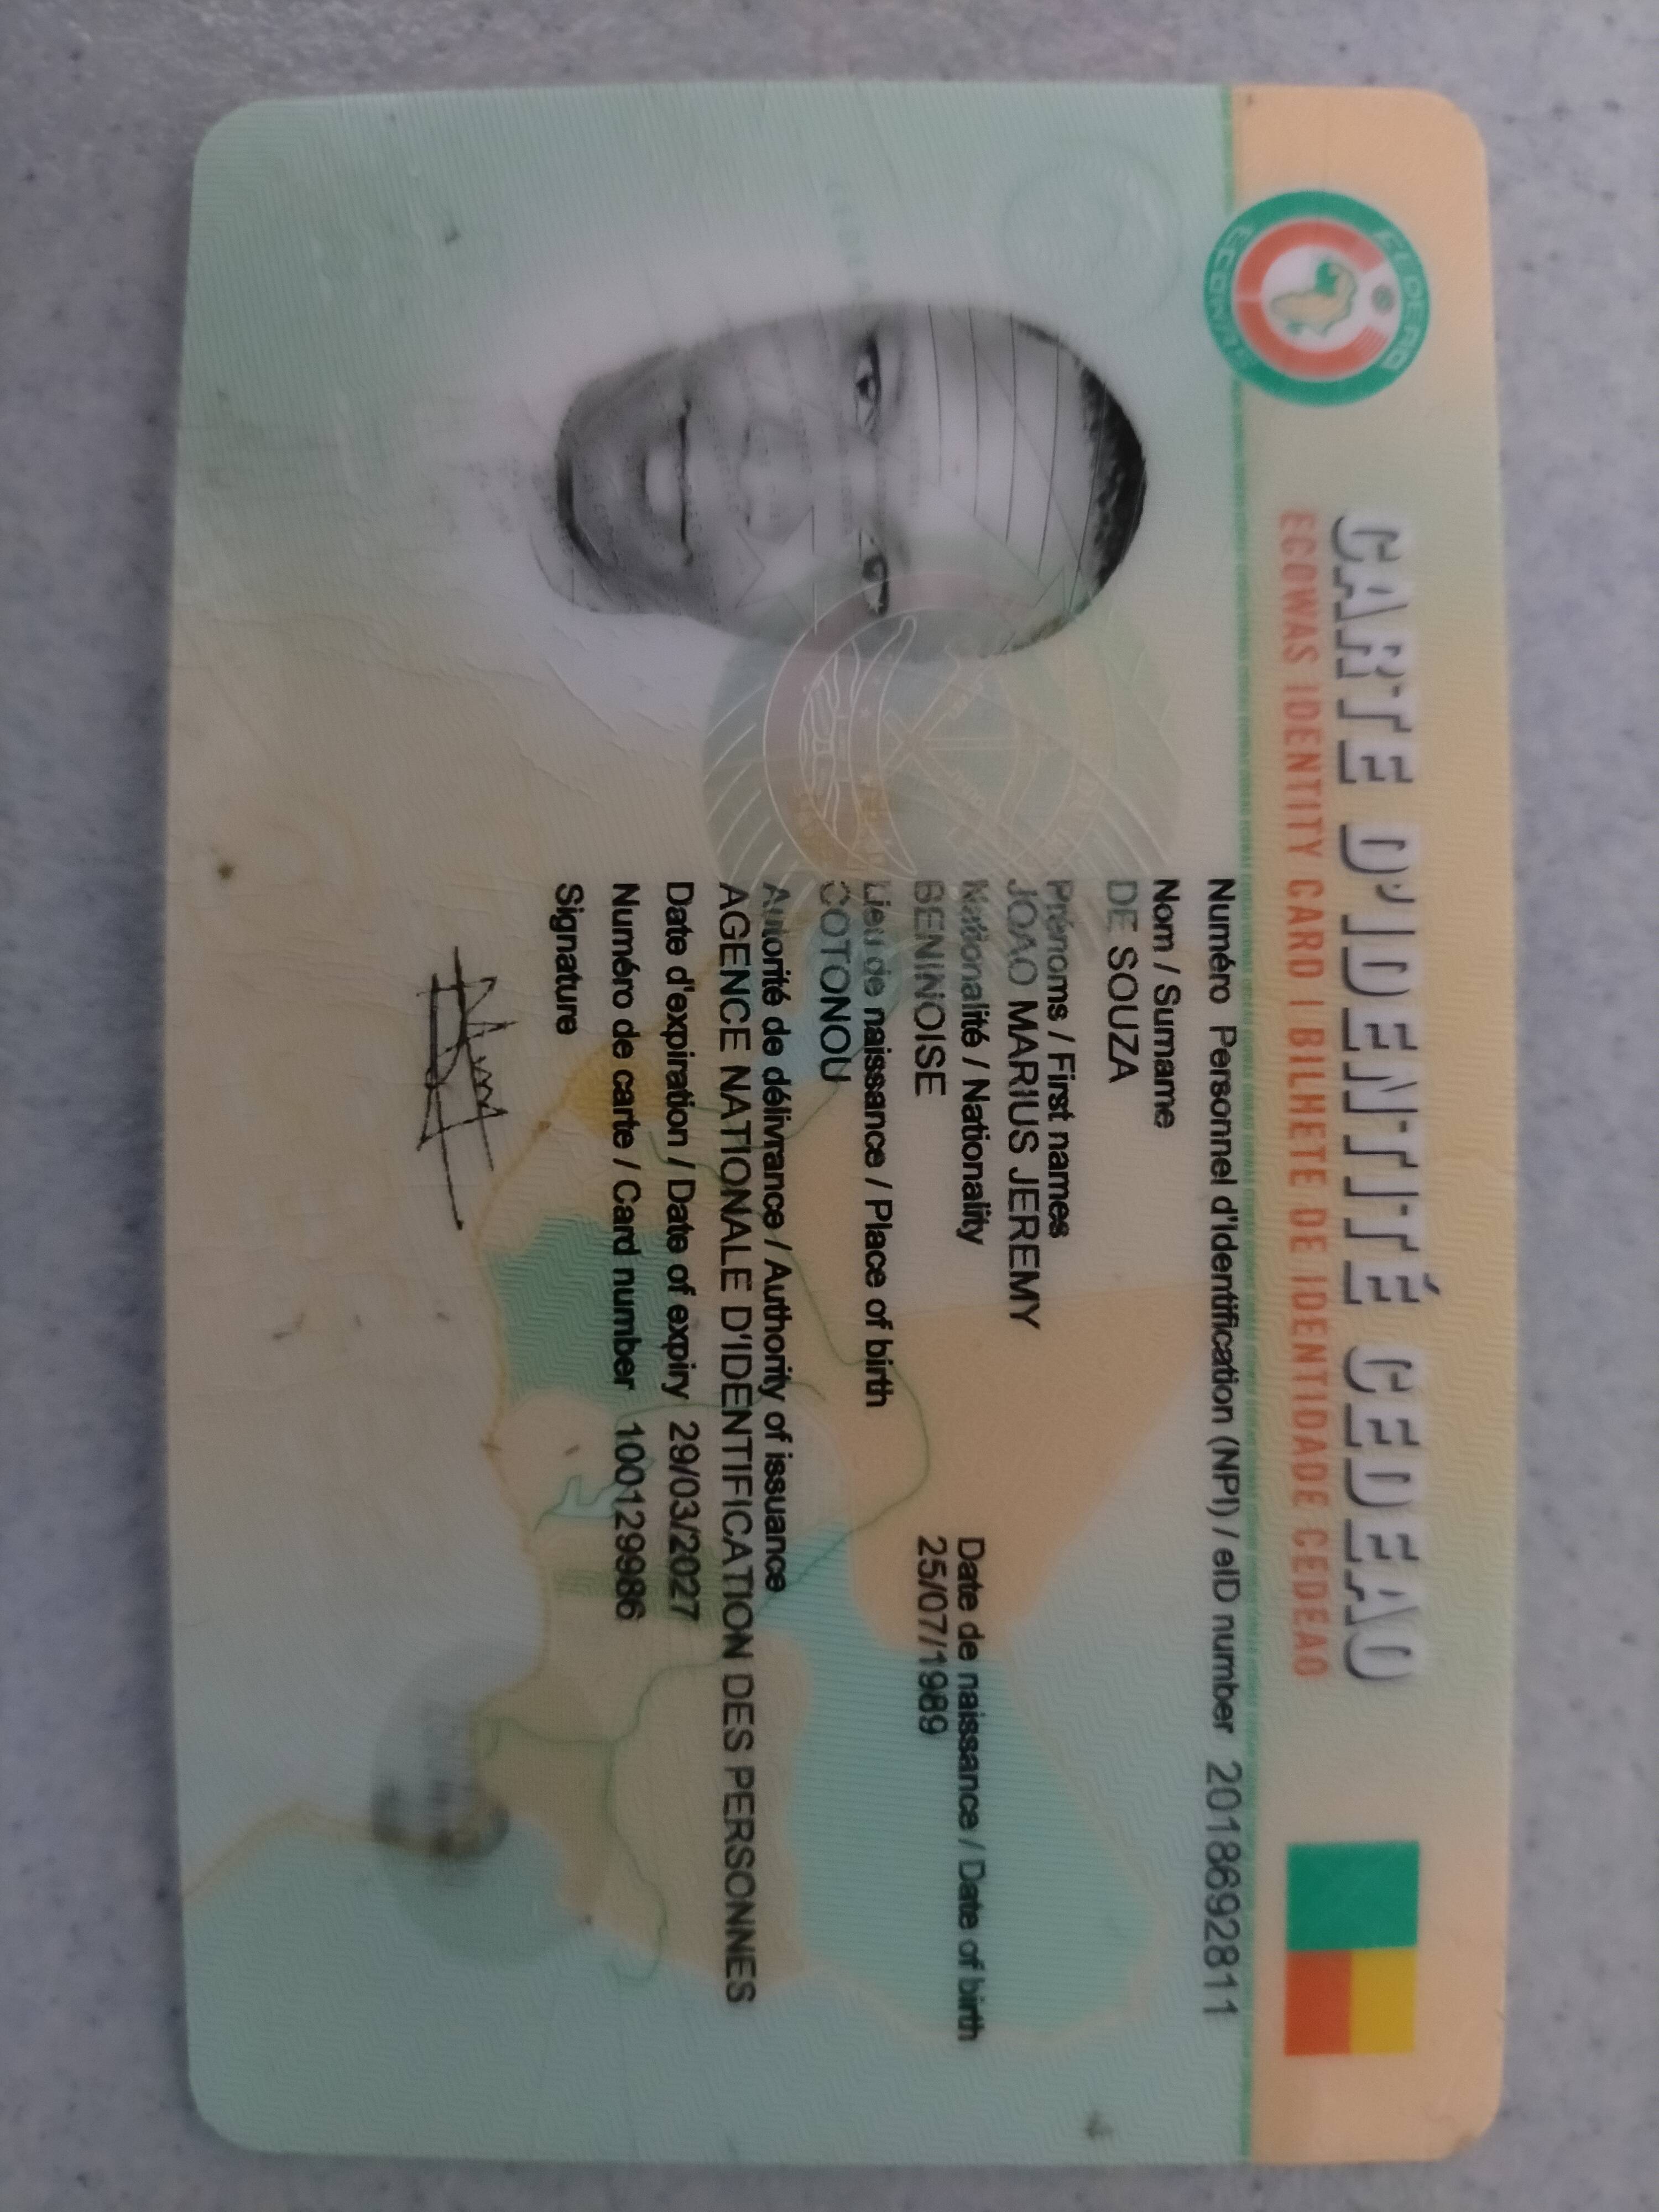 CEDEAO
ECOWAS
CARTE D'IDENTITÉ CEDEAO
ECOWAS IDENTITY CARD | BILHETE DE IDENTIDADE CEDEAO
Numéro Personnel d'Identification (NPI) / eID number 2018692811
Nom / Surname
DE SOUZA
Prénoms / First names
JOAO MARIUS JEREMY
Nationalité / Nationality
BENINOISE
Date de naissance / Date of birth
25/07/1989
Lieu de naissance / Place of birth
COTONOU
Autorité de délivrance / Authority of issuance
AGENCE NATIONALE D'IDENTIFICATION DES PERSONNES
Date d'expiration / Date of expiry 29/03/2027
Numéro de carte / Card number 100129986
Signature